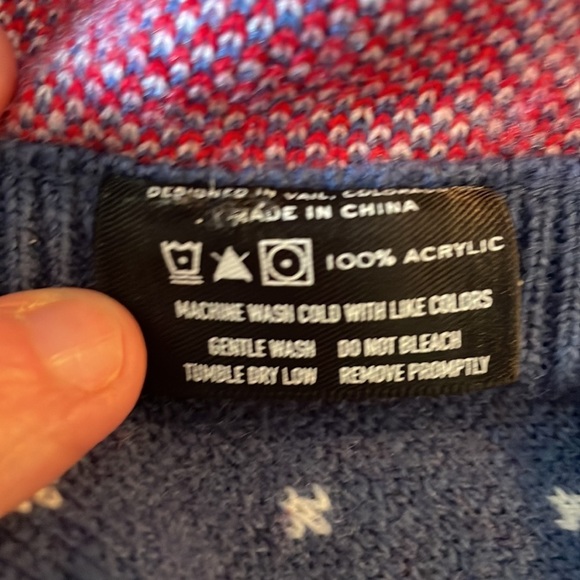 DESIGNED IN VAIL, COLORADO
MADE IN CHINA
100% ACRYLIC
MACHINE WASH COLD WITH LIKE COLORS
GENTLE WASH DO NOT BLEACH
TUMBLE DRY LOW REMOVE PROMPTLY